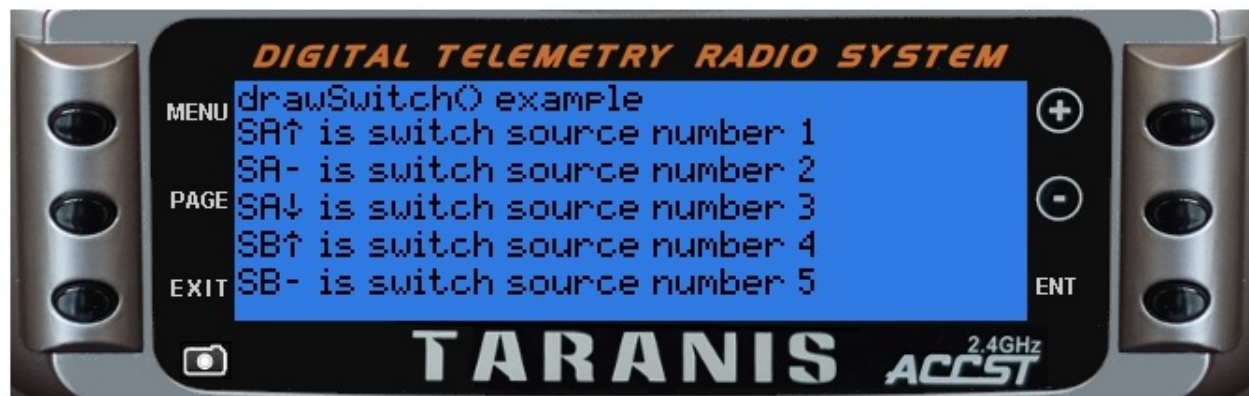 DIGITAL TELEMETRY RADIO SYSTEM
MENU
PAGE
EXIT
drawSwitch() example
SA↑ is switch source number 1
SA- is switch source number 2
SA↓ is switch source number 3
SB↑ is switch source number 4
SB- is switch source number 5
+
-
ENT
TARANIS
2.4GHz
ACCST